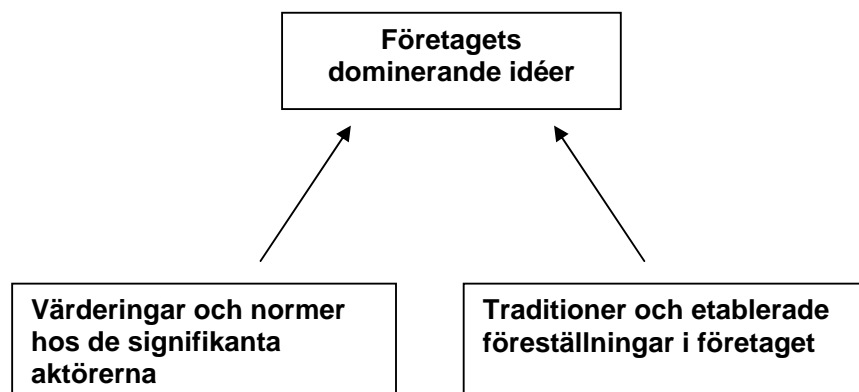 Företagets
dominerande idéer
Värderingar och normer
hos de signifikanta
aktörerna
Traditioner och etablerade
föreställningar i företaget